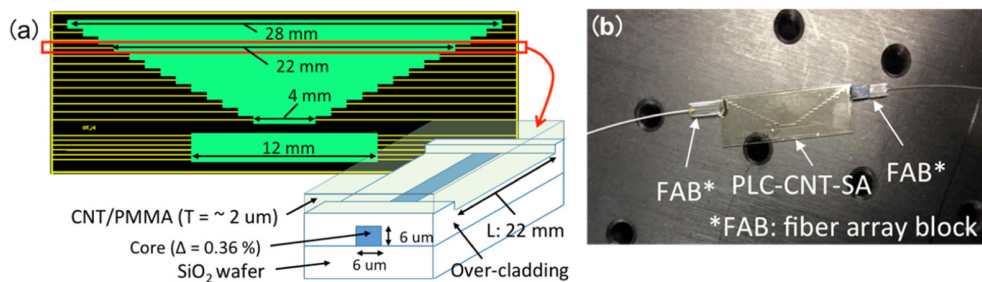 (a)
28 mm
22 mm
4 mm
12 mm
CNT/PMMA (T = ~ 2 um)
Core (Δ = 0.36 %)
SiO2 wafer
6 um
6 um
L: 22 mm
Over-cladding
(b)
FAB*
PLC-CNT-SA
FAB*
*FAB: fiber array block